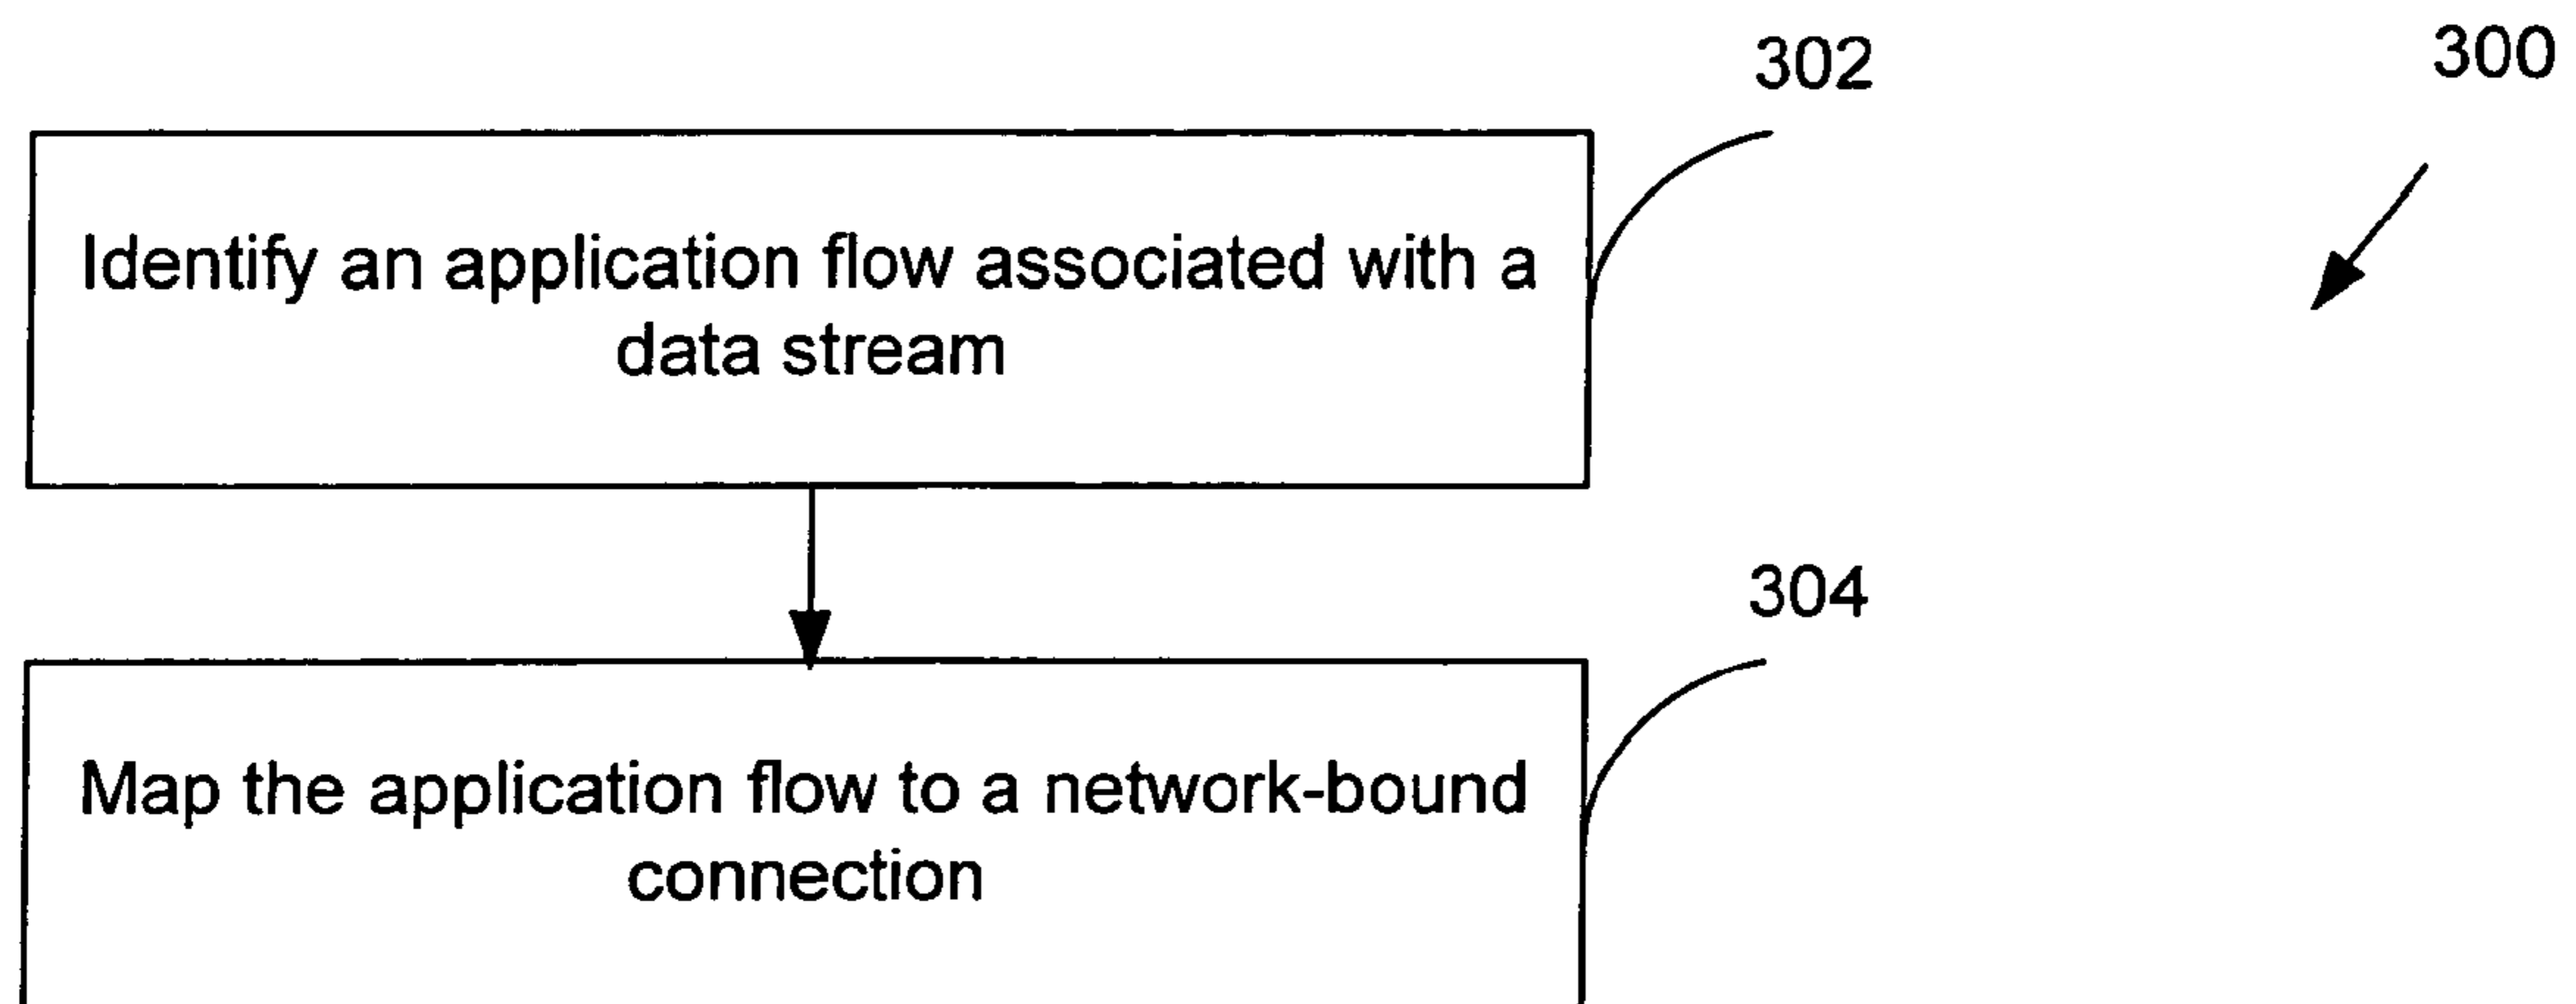 300
302
Identify an application flow associated with a
data stream
304
Map the application flow to a network-bound
connection